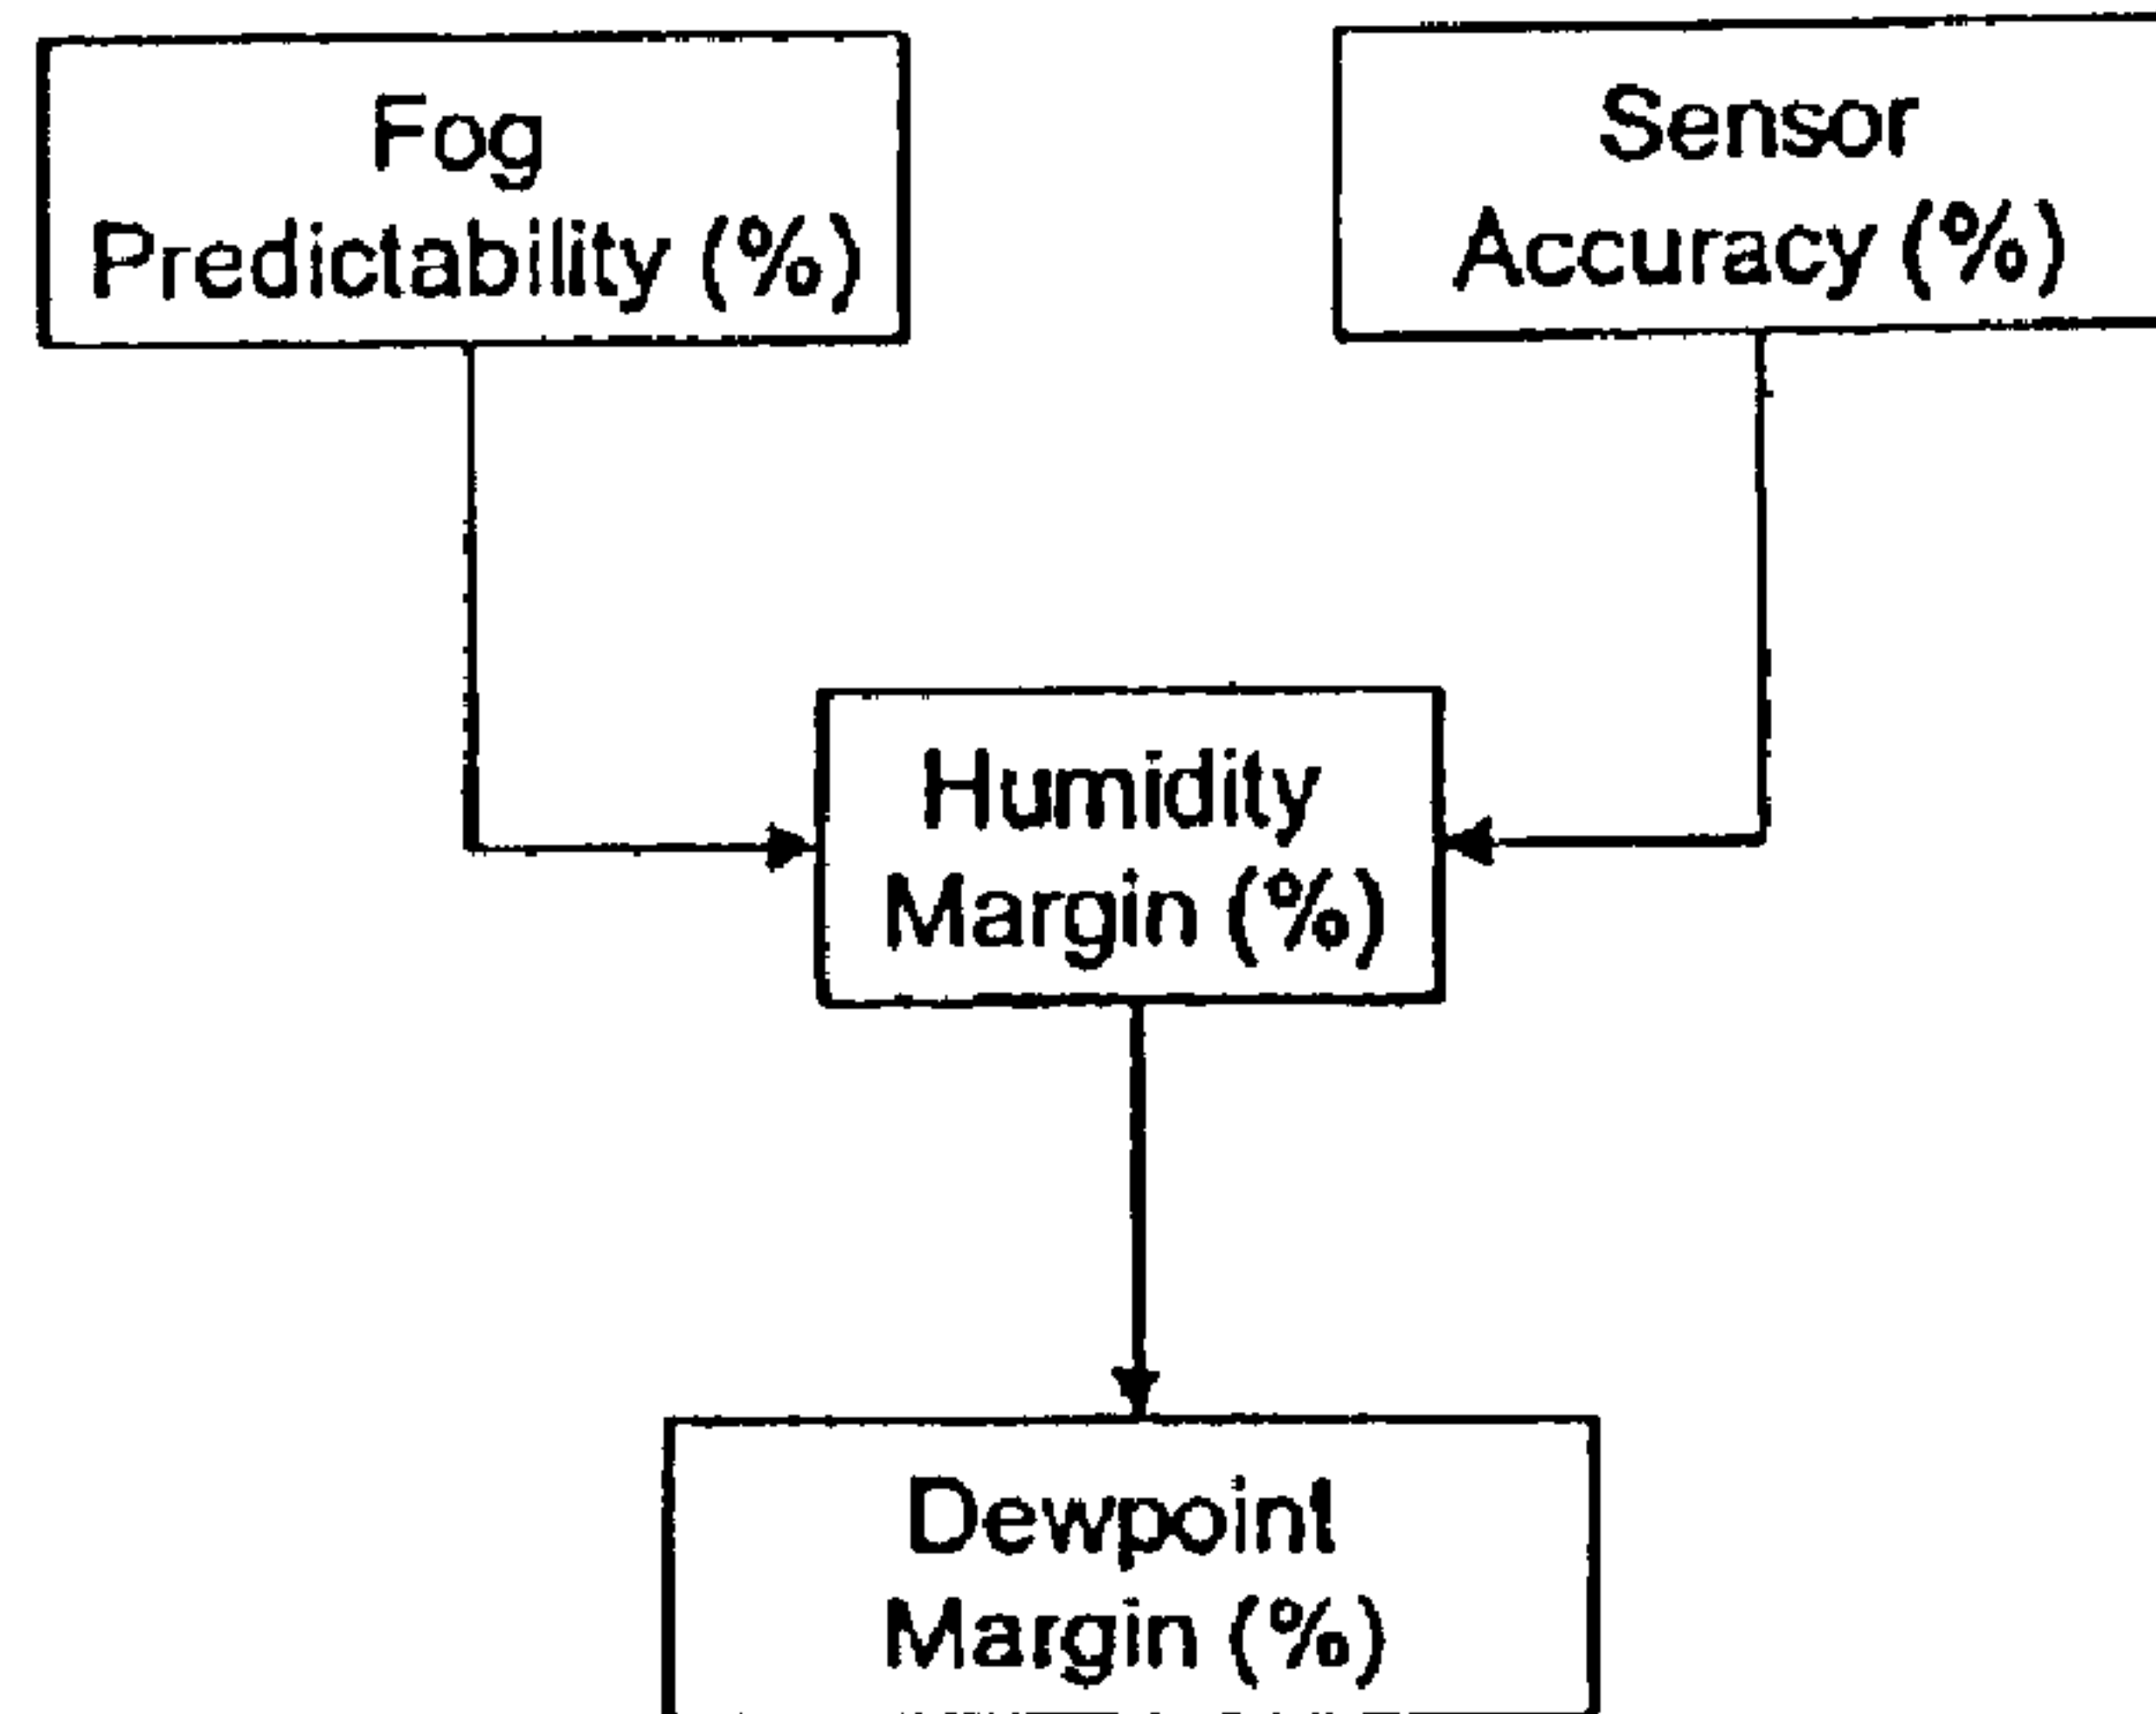 Fog
Predictability (%)
Sensor
Accuracy (%)
Humidity
Margin (%)
Dewpoint
Margin (%)